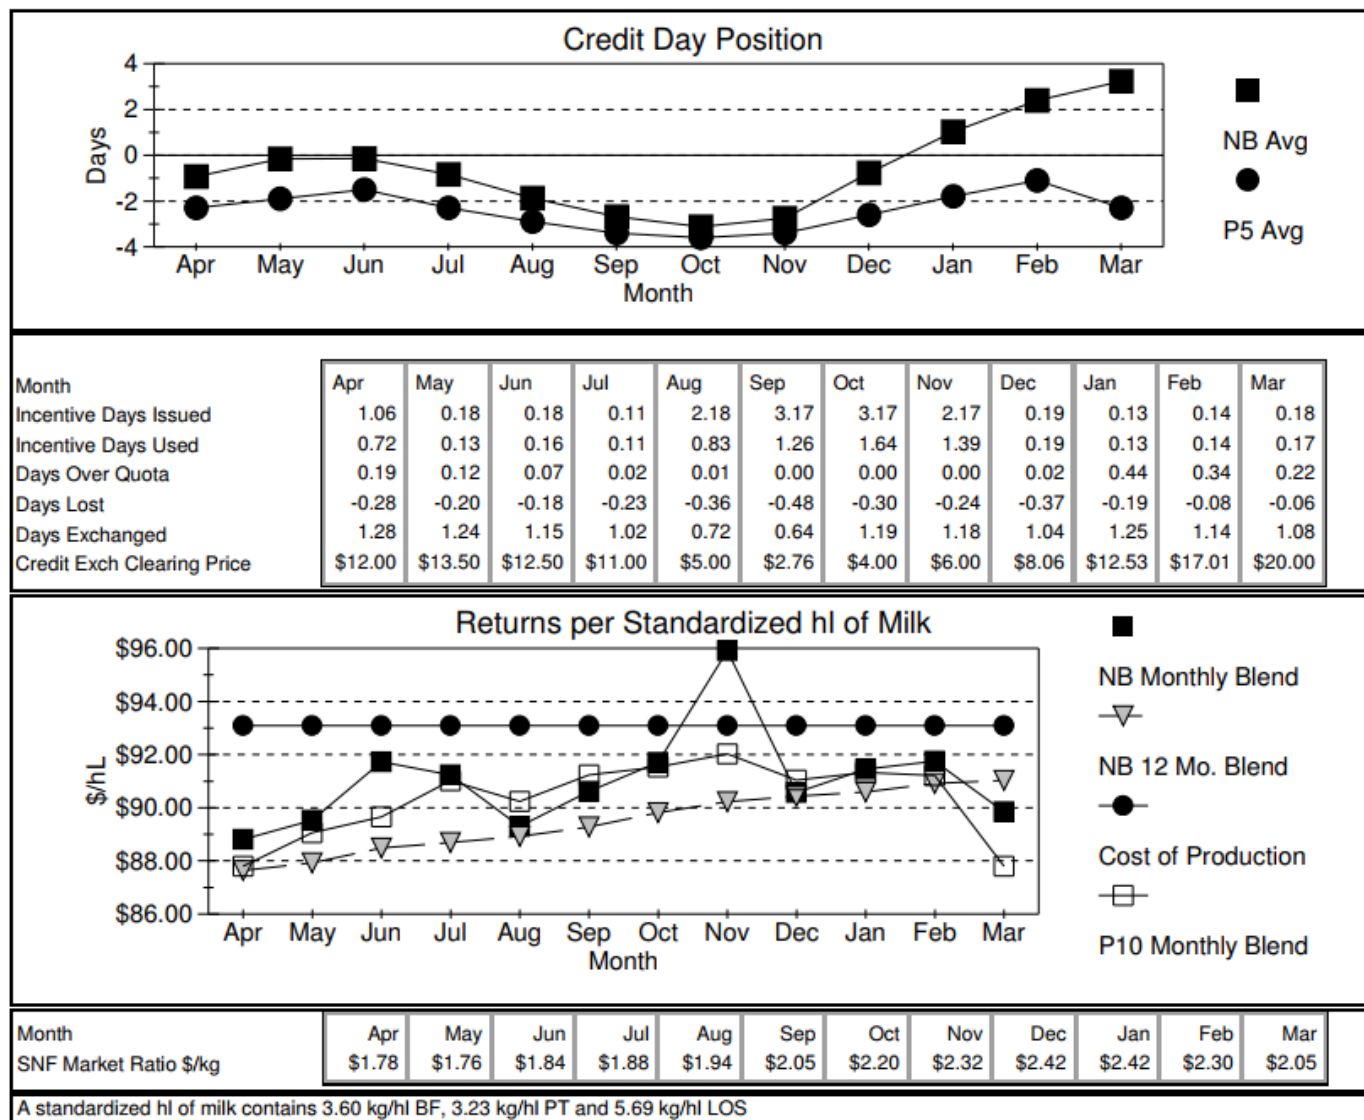 Credit Day Position
4
2
0
-2
-4
Days
Apr May Jun Jul Aug Sep Oct Nov Dec Jan Feb Mar
Month
NB Avg
P5 Avg
Month Apr May Jun Jul Aug Sep Oct Nov Dec Jan Feb Mar
Incentive Days Issued 1.06 0.18 0.18 0.11 2.18 3.17 3.17 2.17 0.19 0.13 0.14 0.18
Incentive Days Used 0.72 0.13 0.16 0.11 0.83 1.26 1.64 1.39 0.19 0.13 0.14 0.17
Days Over Quota 0.19 0.12 0.07 0.02 0.01 0.00 0.00 0.00 0.02 0.44 0.34 0.22
Days Lost -0.28 -0.20 -0.18 -0.23 -0.36 -0.48 -0.30 -0.24 -0.37 -0.19 -0.08 -0.06
Days Exchanged 1.28 1.24 1.15 1.02 0.72 0.64 1.19 1.18 1.04 1.25 1.14 1.08
Credit Exch Clearing Price $12.00 $13.50 $12.50 $11.00 $5.00 $2.76 $4.00 $6.00 $8.06 $12.53 $17.01 $20.00
Returns per Standardized hl of Milk
$96.00
$94.00
$92.00
$90.00
$88.00
$86.00
$/hL
Apr May Jun Jul Aug Sep Oct Nov Dec Jan Feb Mar
Month
NB Monthly Blend
NB 12 Mo. Blend
Cost of Production
P10 Monthly Blend
Month Apr May Jun Jul Aug Sep Oct Nov Dec Jan Feb Mar
SNF Market Ratio $/kg $1.78 $1.76 $1.84 $1.88 $1.94 $2.05 $2.20 $2.32 $2.42 $2.42 $2.30 $2.05
A standardized hl of milk contains 3.60 kg/hl BF, 3.23 kg/hl PT and 5.69 kg/hl LOS